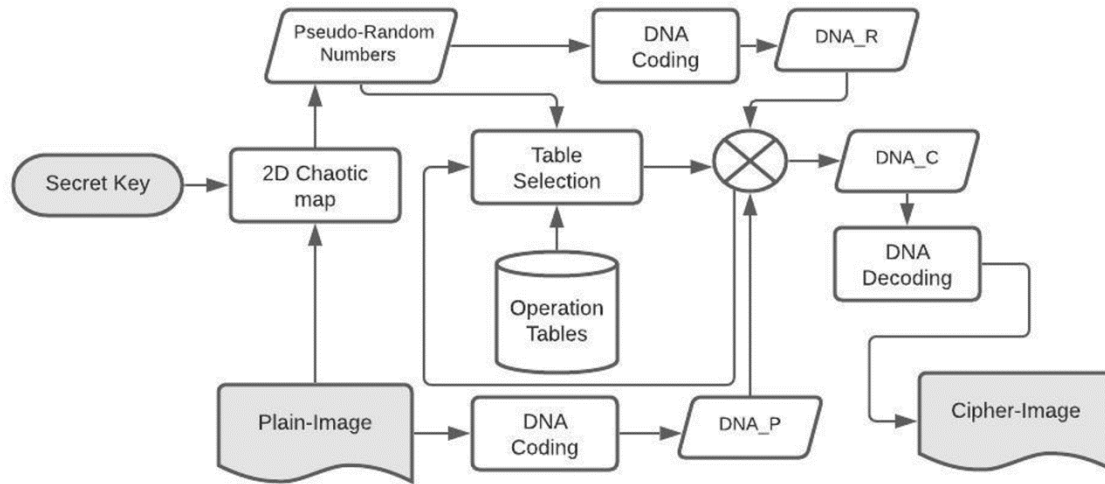 Pseudo-Random
Numbers
DNA
Coding
DNA_R
Secret Key
2D Chaotic
map
Table
Selection
DNA_C
DNA
Decoding
Operation
Tables
Plain-Image
DNA
Coding
DNA_P
Cipher-Image